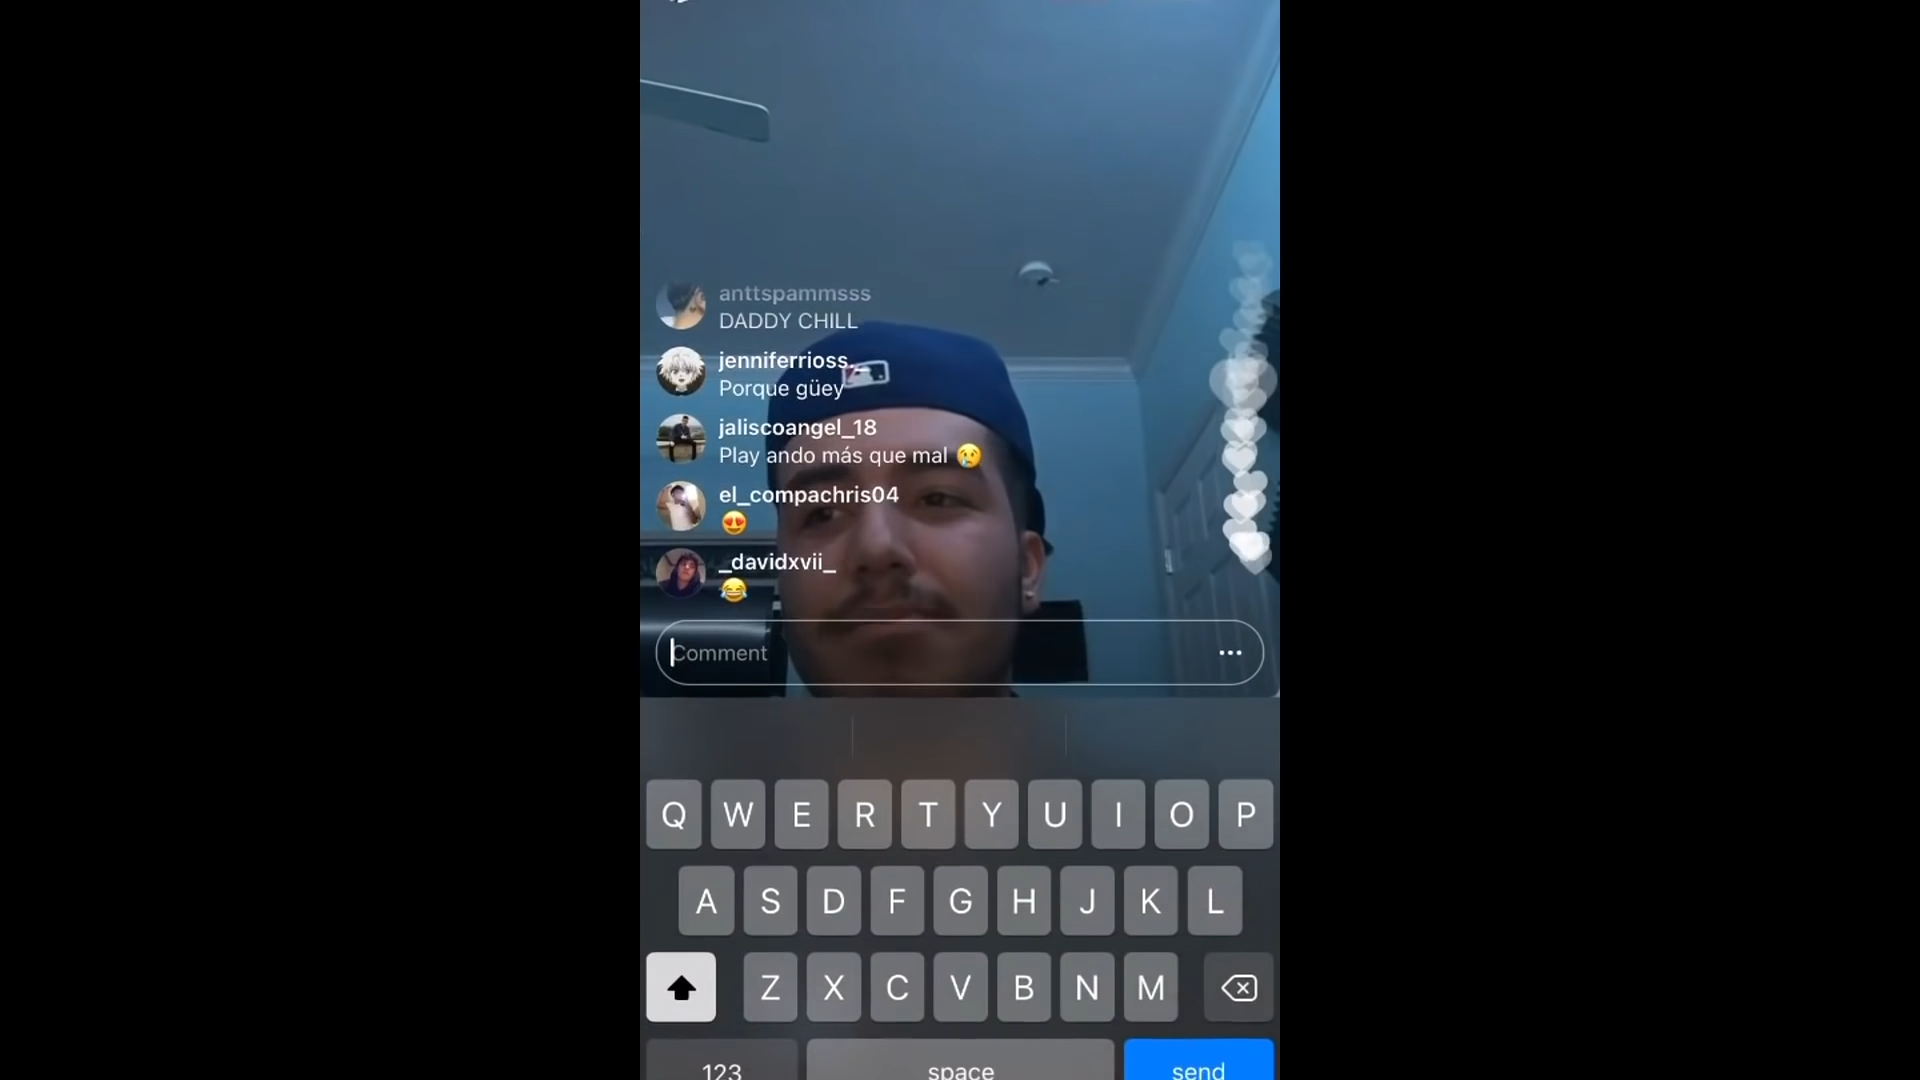 anttspammsss
DADDY CHILL
jenniferrioss._
Porque güey
jaliscoangel_18
Play ando más que mal 😢
el_compachris04
😍
_davidxvii_
😂
Comment
Q W E R T Y U I O P
A S D F G H J K L
Z X C V B N M
123 space send